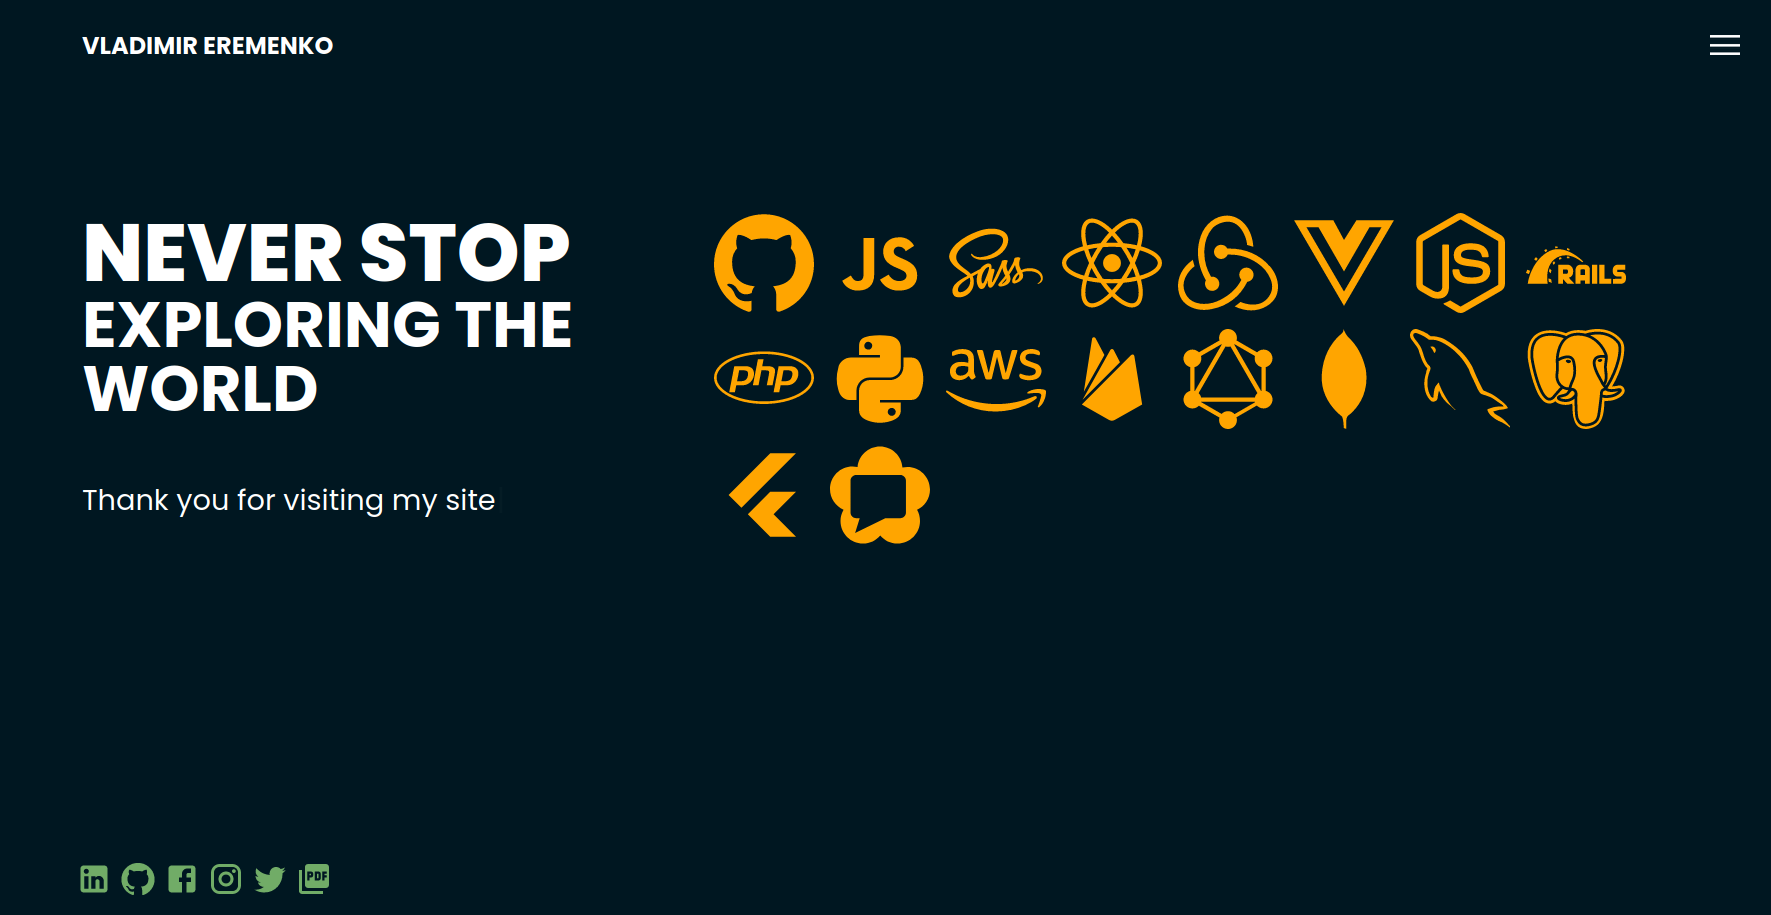 VLADIMIR EREMENKO
NEVER STOP
EXPLORING THE
WORLD
Thank you for visiting my site
JS
Sass
JS
RAILS
php
aws
in
PDF